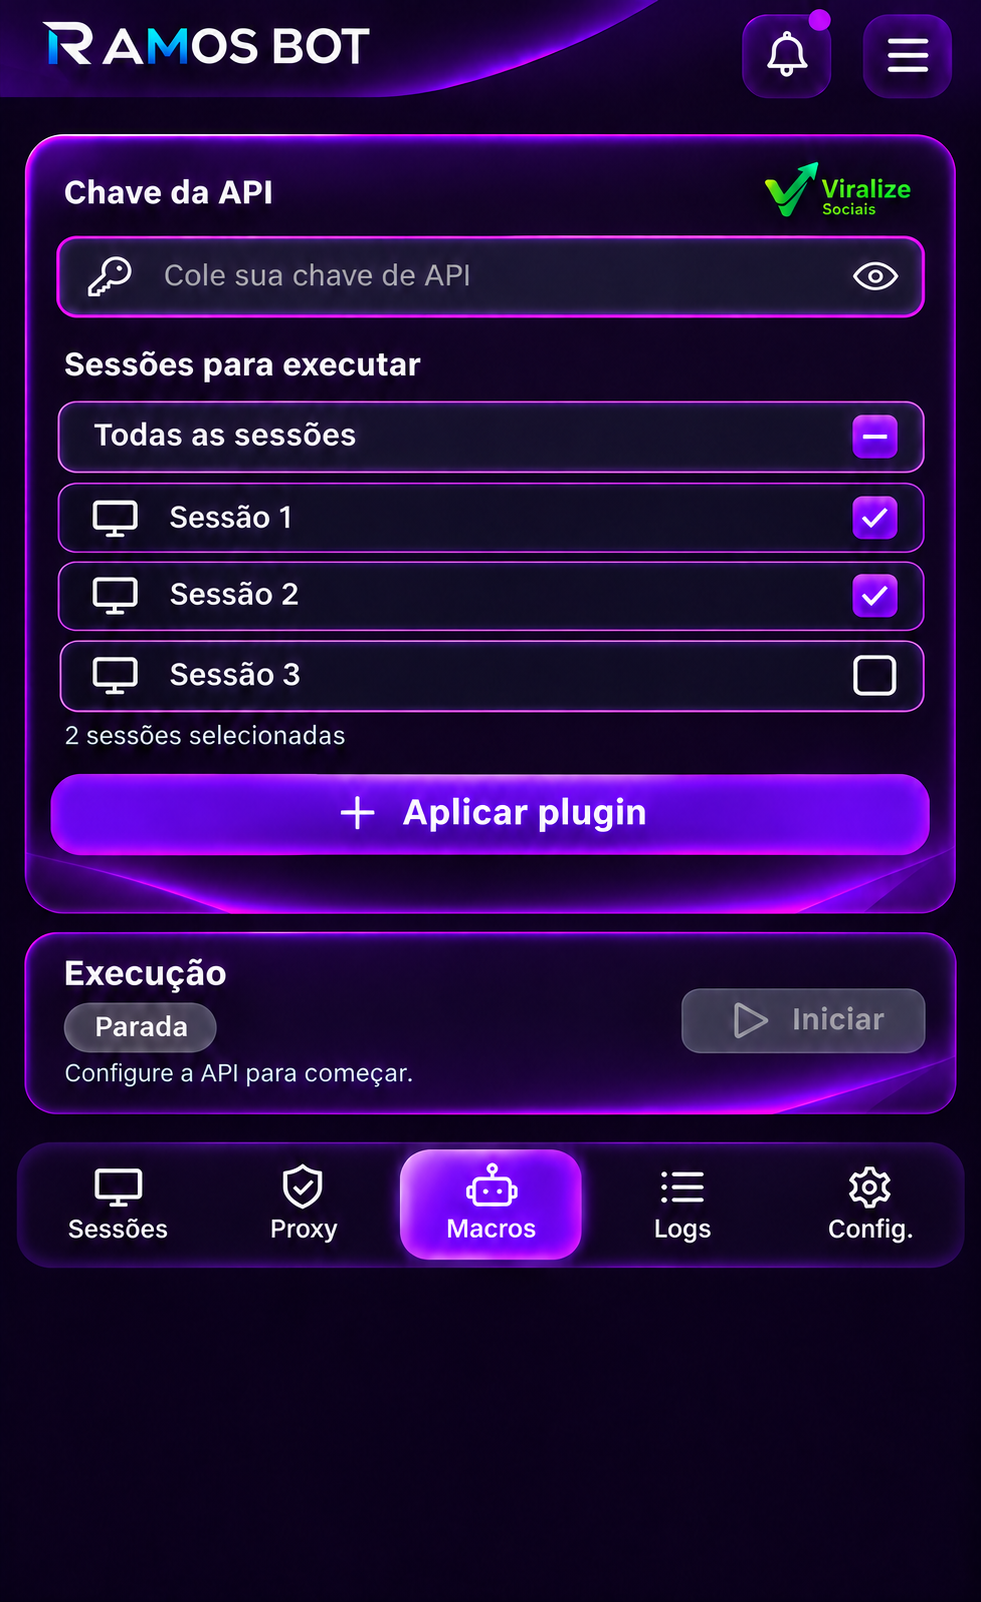 RAMOS BOT
Chave da API
Viralize
Sociais
Cole sua chave de API
Sessões para executar
Todas as sessões
Sessão 1
Sessão 2
Sessão 3
2 sessões selecionadas
Aplicar plugin
Execução
Parada
Iniciar
Configure a API para começar.
Sessões
Proxy
Macros
Logs
Config.